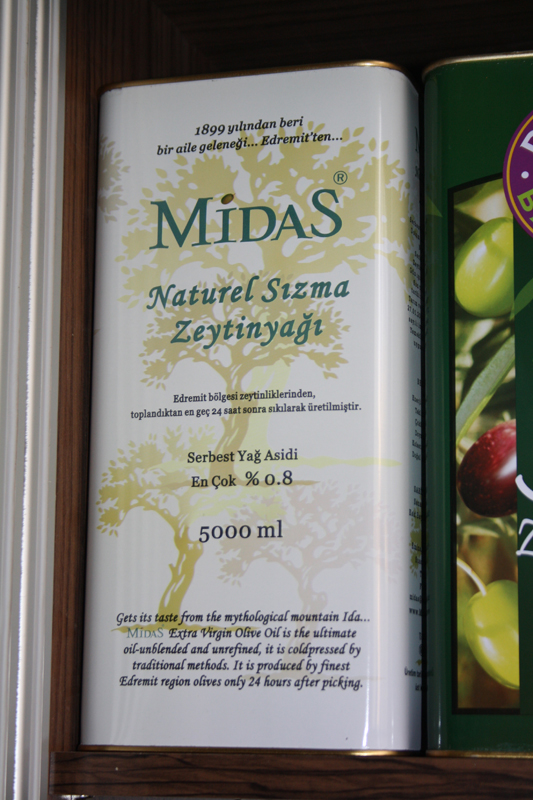 1899 yılından beri
bir aile geleneği... Edremit'ten...
MİDAS®
Naturel Sızma
Zeytinyağı
Edremit bölgesi zeytinliklerinden,
toplandıktan en geç 24 saat sonra sıkılarak üretilmiştir.
Serbest Yağ Asidi
En Çok % 0.8
5000 ml
Gets its taste from the mythological mountain Ida...
MİDAS Extra Virgin Olive Oil is the ultimate
oil-unblended and unrefined, it is coldpressed by
traditional methods. It is produced by finest
Edremit region olives only 24 hours after picking.